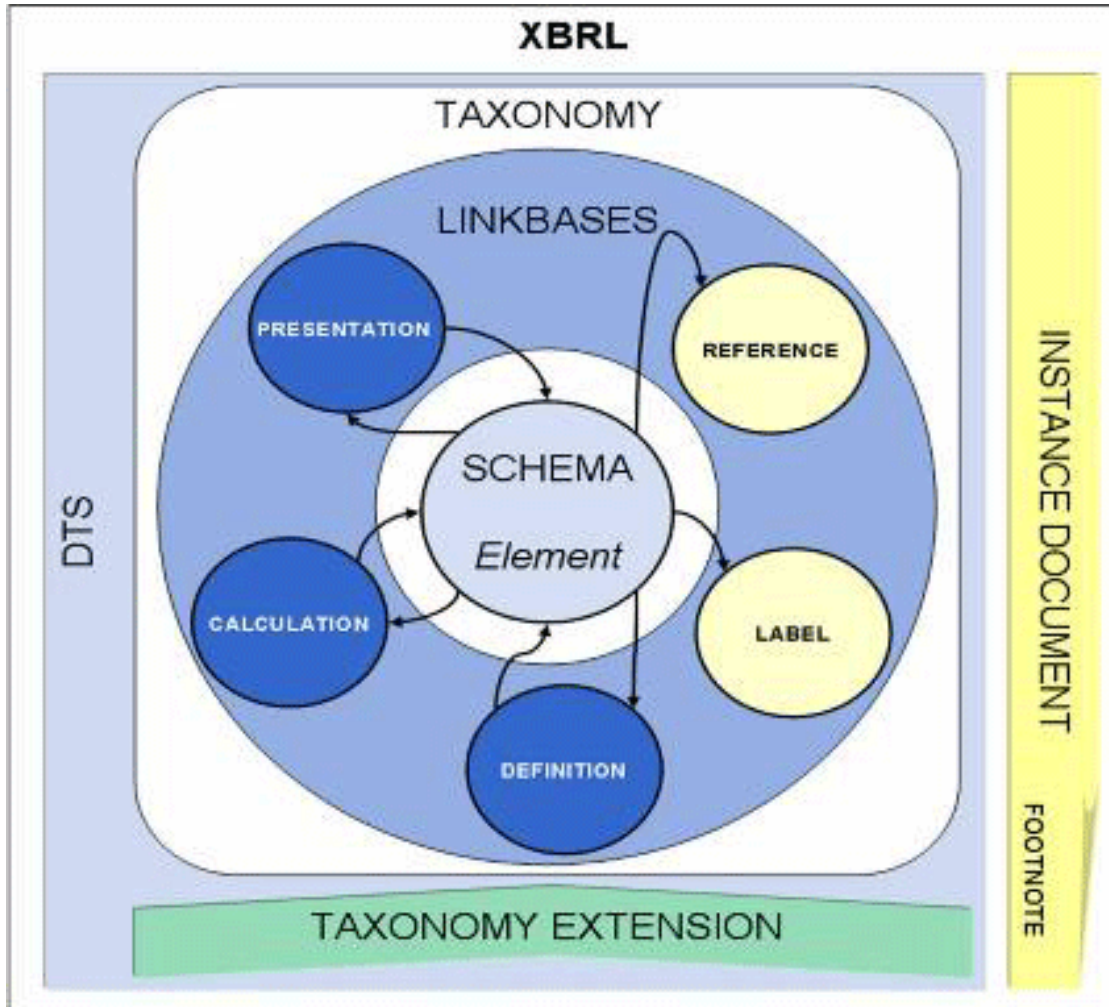 XBRL
TAXONOMY
LINKBASES
PRESENTATION
REFERENCE
SCHEMA
Element
DTS
CALCULATION
LABEL
DEFINITION
TAXONOMY EXTENSION
INSTANCE DOCUMENT
FOOTNOTE